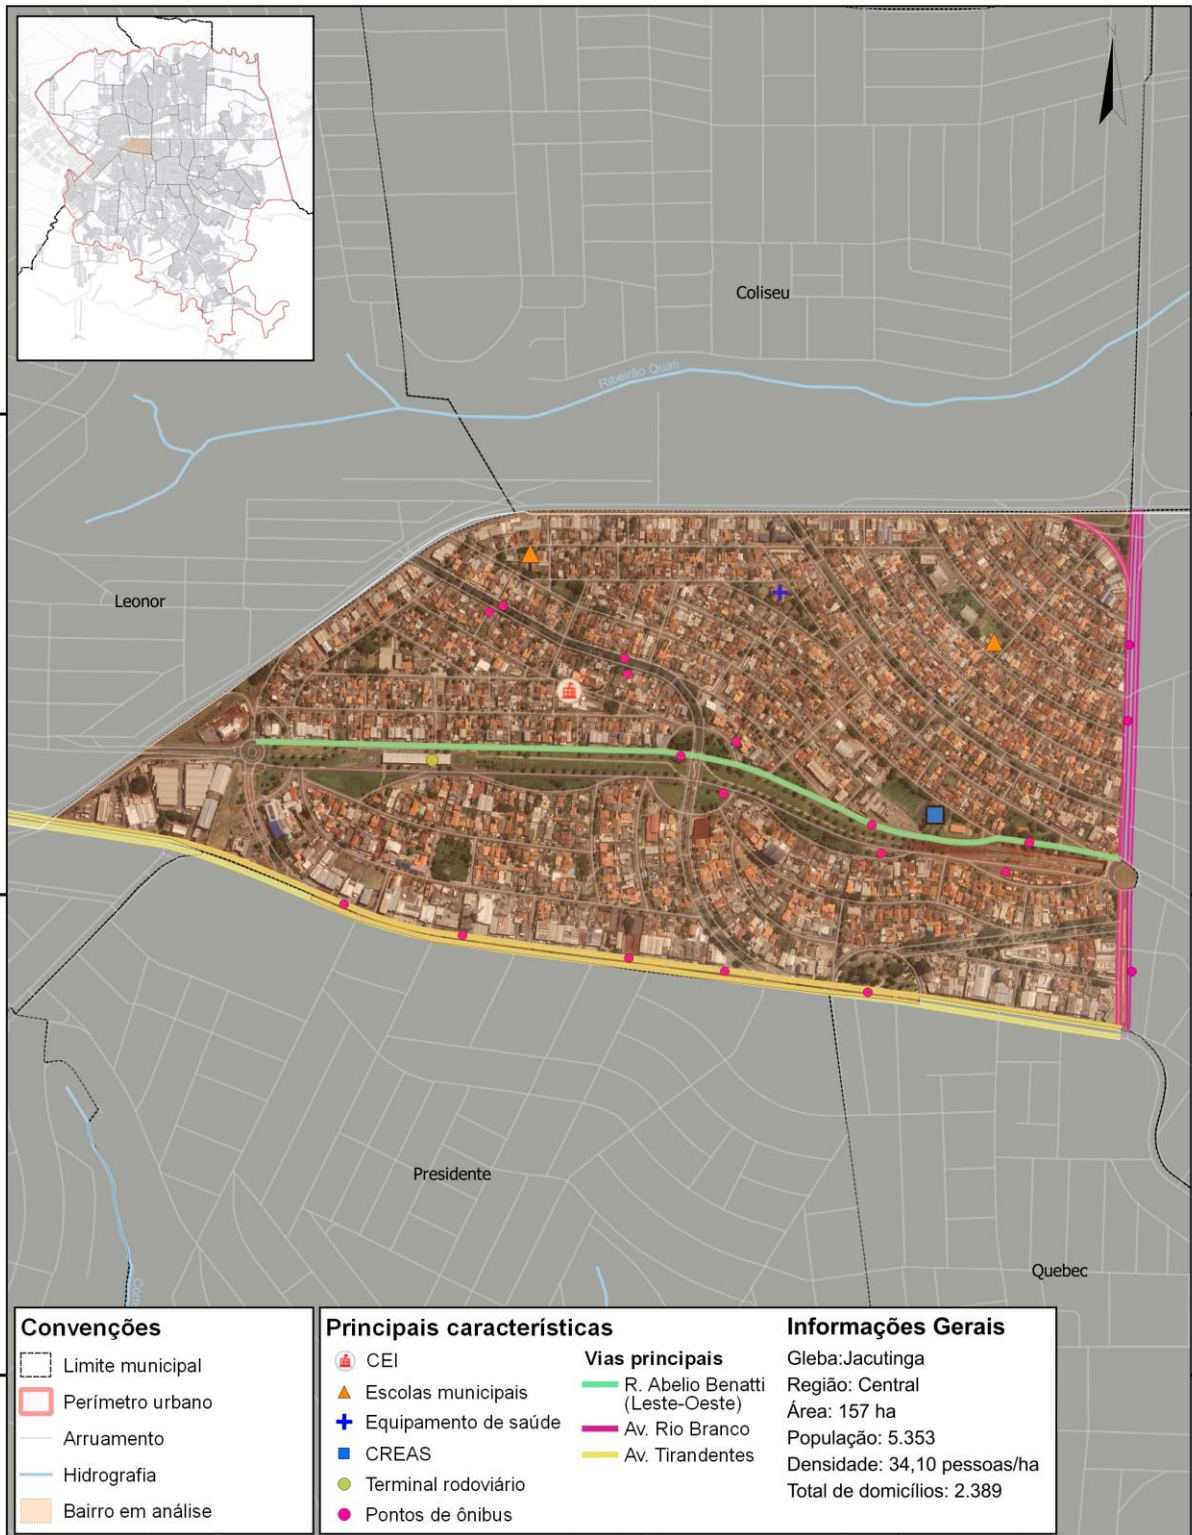 N
Coliseu
Ribeirão Quati
Leonor
Presidente
Quebec
Convenções
Limite municipal
Perímetro urbano
Arruamento
Hidrografia
Bairro em análise
Principais características
CEI
Escolas municipais
Equipamento de saúde
CREAS
Terminal rodoviário
Pontos de ônibus
Vias principais
R. Abelio Benatti
(Leste-Oeste)
Av. Rio Branco
Av. Tirandentes
Informações Gerais
Gleba:Jacutinga
Região: Central
Área: 157 ha
População: 5.353
Densidade: 34,10 pessoas/ha
Total de domicílios: 2.389